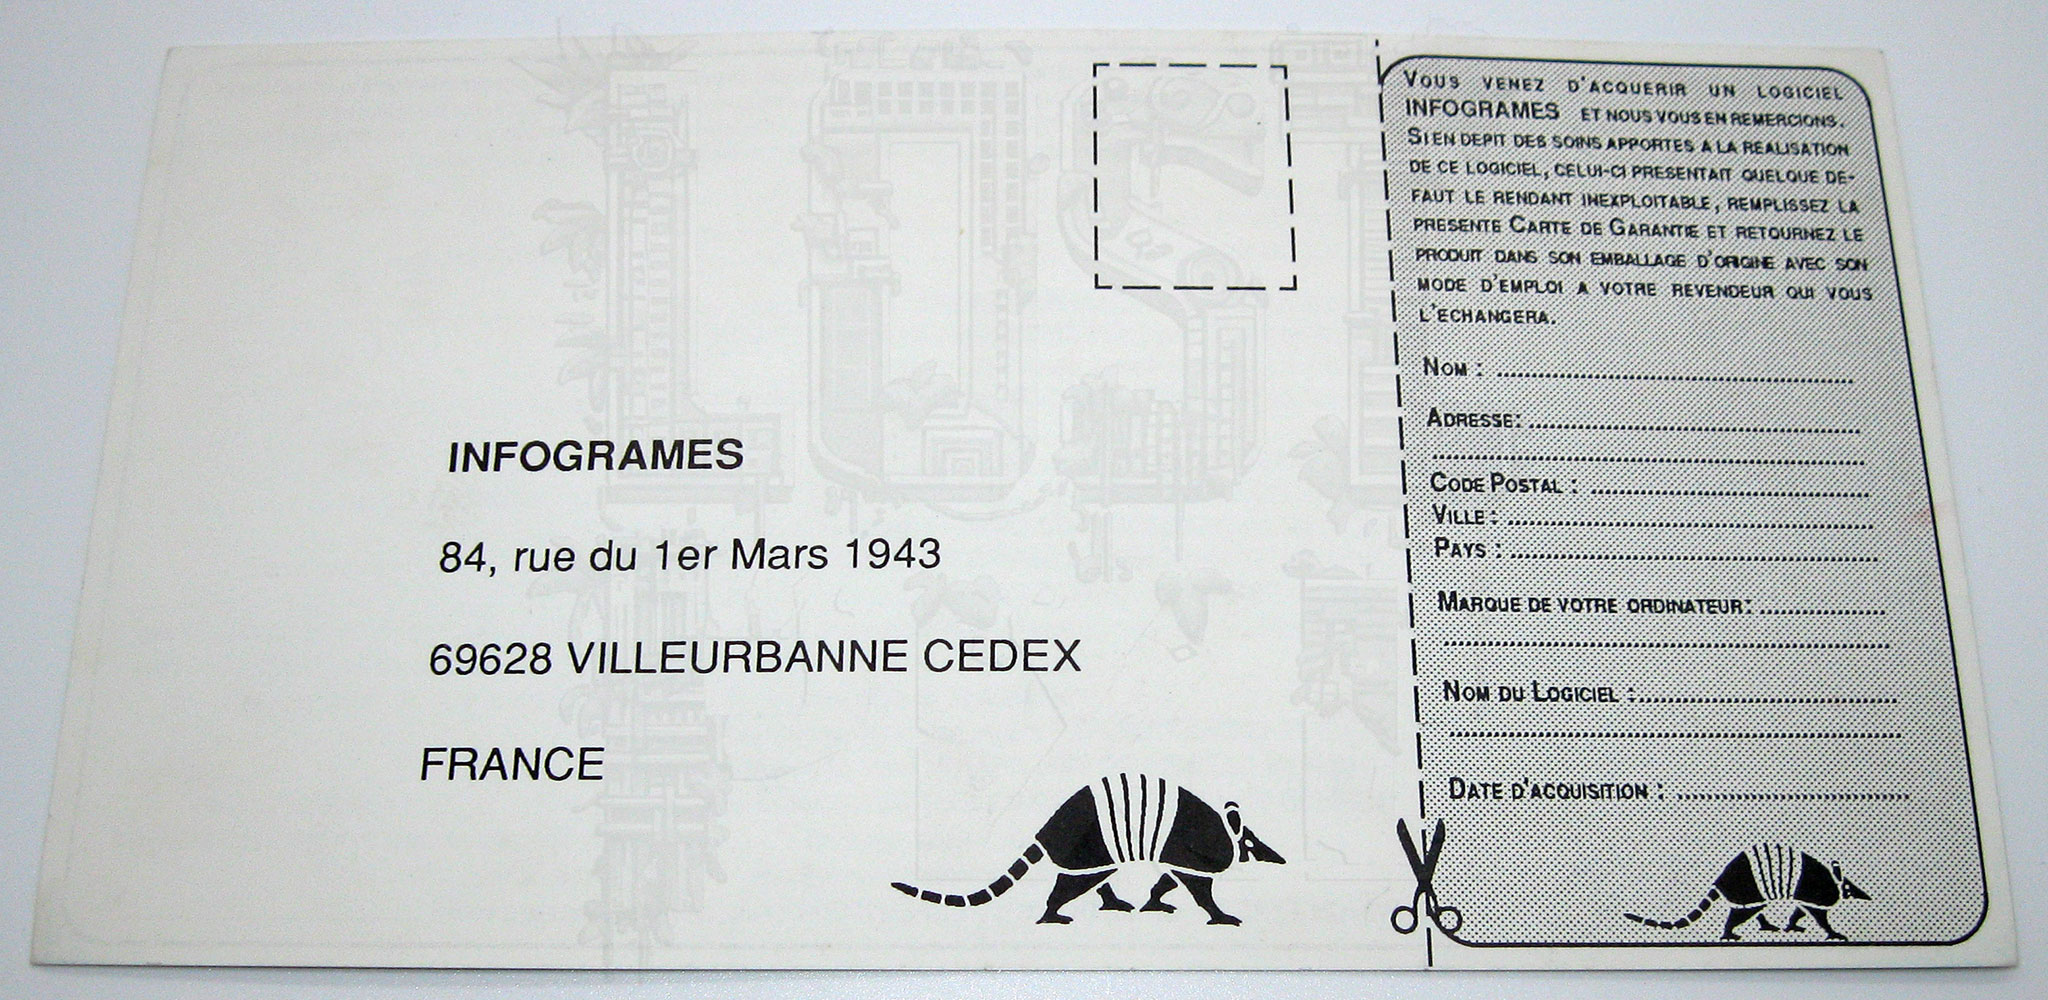 INFOGRAMES
84, rue du 1er Mars 1943
69628 VILLEURBANNE CEDEX
FRANCE
VOUS VENEZ D'ACQUERIR UN LOGICIEL
INFOGRAMES ET NOUS VOUS EN REMERCIONS.
SI EN DEPIT DES SOINS APPORTES A LA REALISATION
DE CE LOGICIEL, CELUI-CI PRESENTAIT QUELQUE DE-
FAUT LE RENDANT INEXPLOITABLE, REMPLISSEZ LA
PRESENTE CARTE DE GARANTIE ET RETOURNEZ LE
PRODUIT DANS SON EMBALLAGE D'ORIGINE AVEC SON
MODE D'EMPLOI A VOTRE REVENDEUR QUI VOUS
L'ECHANGERA.
NOM :
ADRESSE:
CODE POSTAL :
VILLE :
PAYS :
MARQUE DE VOTRE ORDINATEUR:
NOM DU LOGICIEL :
DATE D'ACQUISITION :